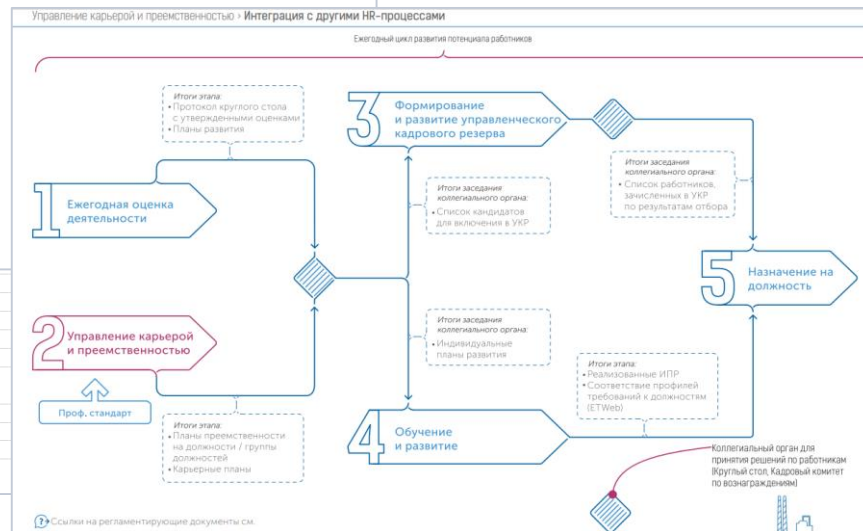 Управление карьерой и преемственностью › Интеграция с другими HR-процессами
Ежегодный цикл развития потенциала работников
Итоги этапа:
• Протокол круглого стола
с утвержденными оценками
• Планы развития
1
Ежегодная оценка
деятельности
2
Управление карьерой
и преемственностью
Проф, стандарт
Итоги этапа:
• Планы преемственности
на должности / группы
должностей
• Карьерные планы
3
Формирование
и развитие управленческого
кадрового резерва
Итоги заседания
коллегиального органа:
• Список кандидатов
для включения в УКР
Итоги заседания
коллегиального органа:
• Индивидуальные
планы развития
4
Обучение
и развитие
Итоги заседания
коллегиального органа:
• Список работников,
зачисленных в УКР
по результатам отбора
5
Назначение на
должность
Итоги этапа:
• Реализованные ИПР
• Соответствие профилей
требований к должностям
(ETWeb)
Коллегиальный орган для
принятия решений по работникам
(Круглый стол, Кадровый комитет
по вознаграждениям)
? Ссылки на регламентирующие документы см.